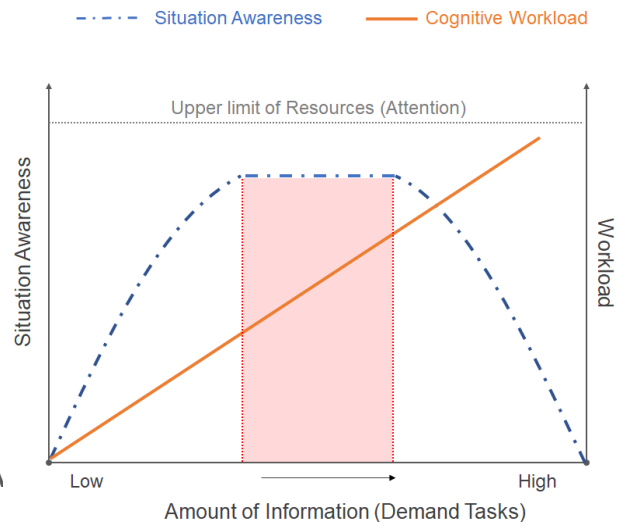 Situation Awareness
Cognitive Workload
Upper limit of Resources (Attention)
Situation Awareness
Workload
Low
High
Amount of Information (Demand Tasks)